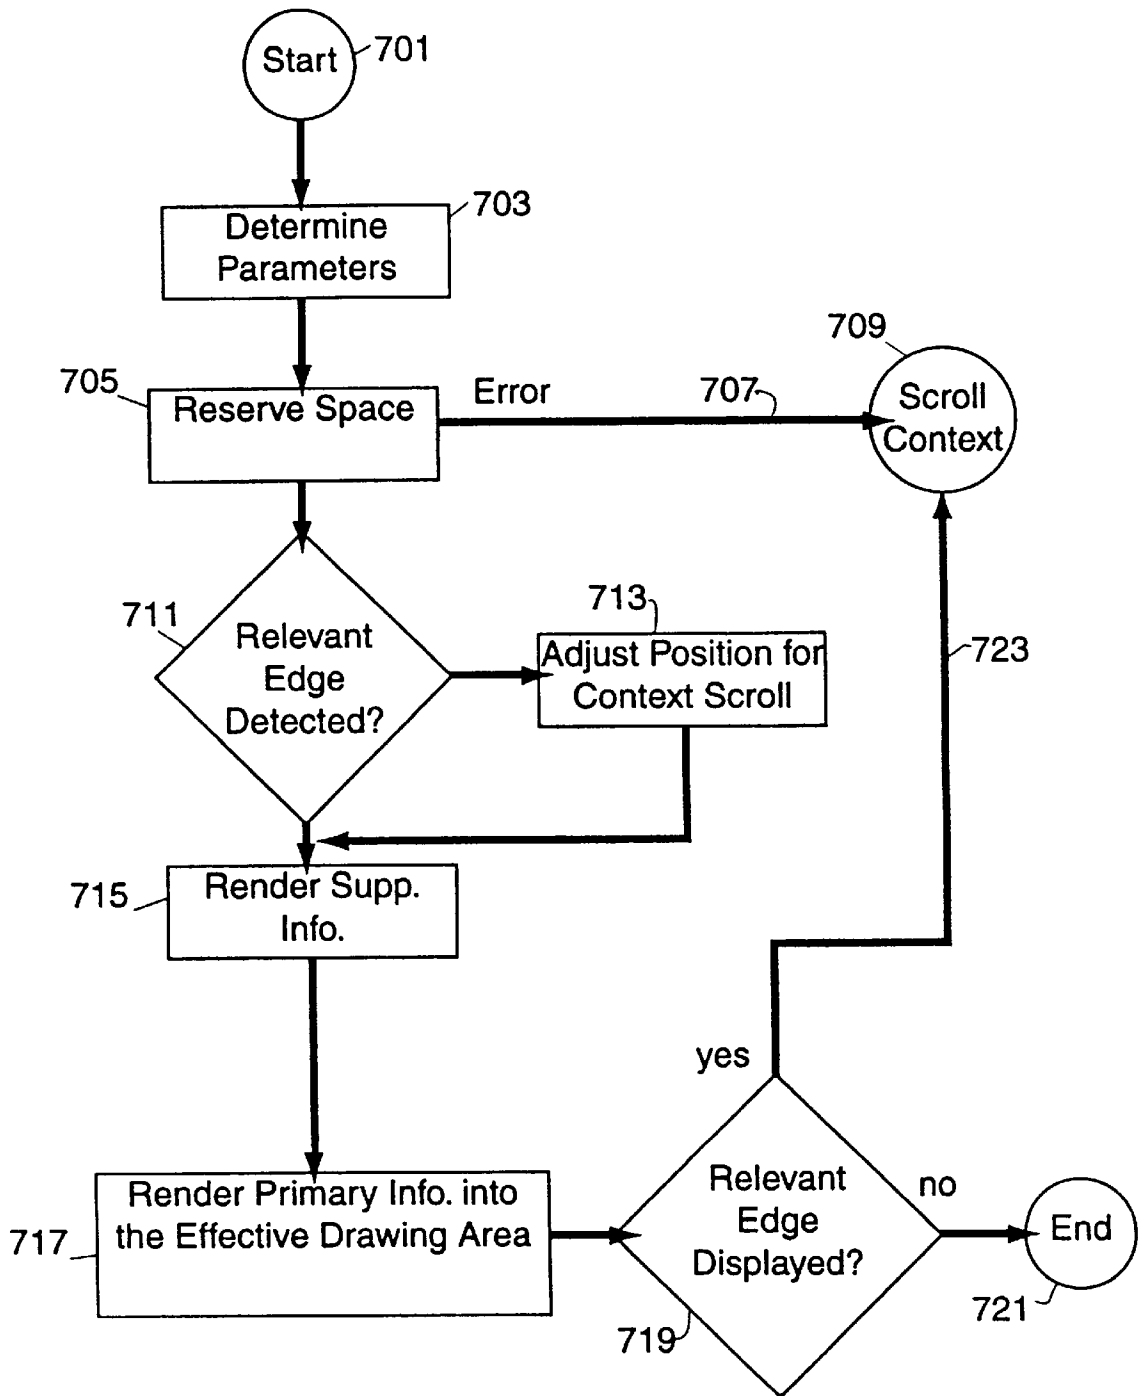 Start
701
703
Determine
Parameters
709
705
Reserve Space
Error
707
Scroll
Context
711
Relevant
Edge
Detected?
713
Adjust Position for
Context Scroll
723
715
Render Supp.
Info.
yes
717
Render Primary Info. into
the Effective Drawing Area
Relevant
Edge
Displayed?
719
no
End
721